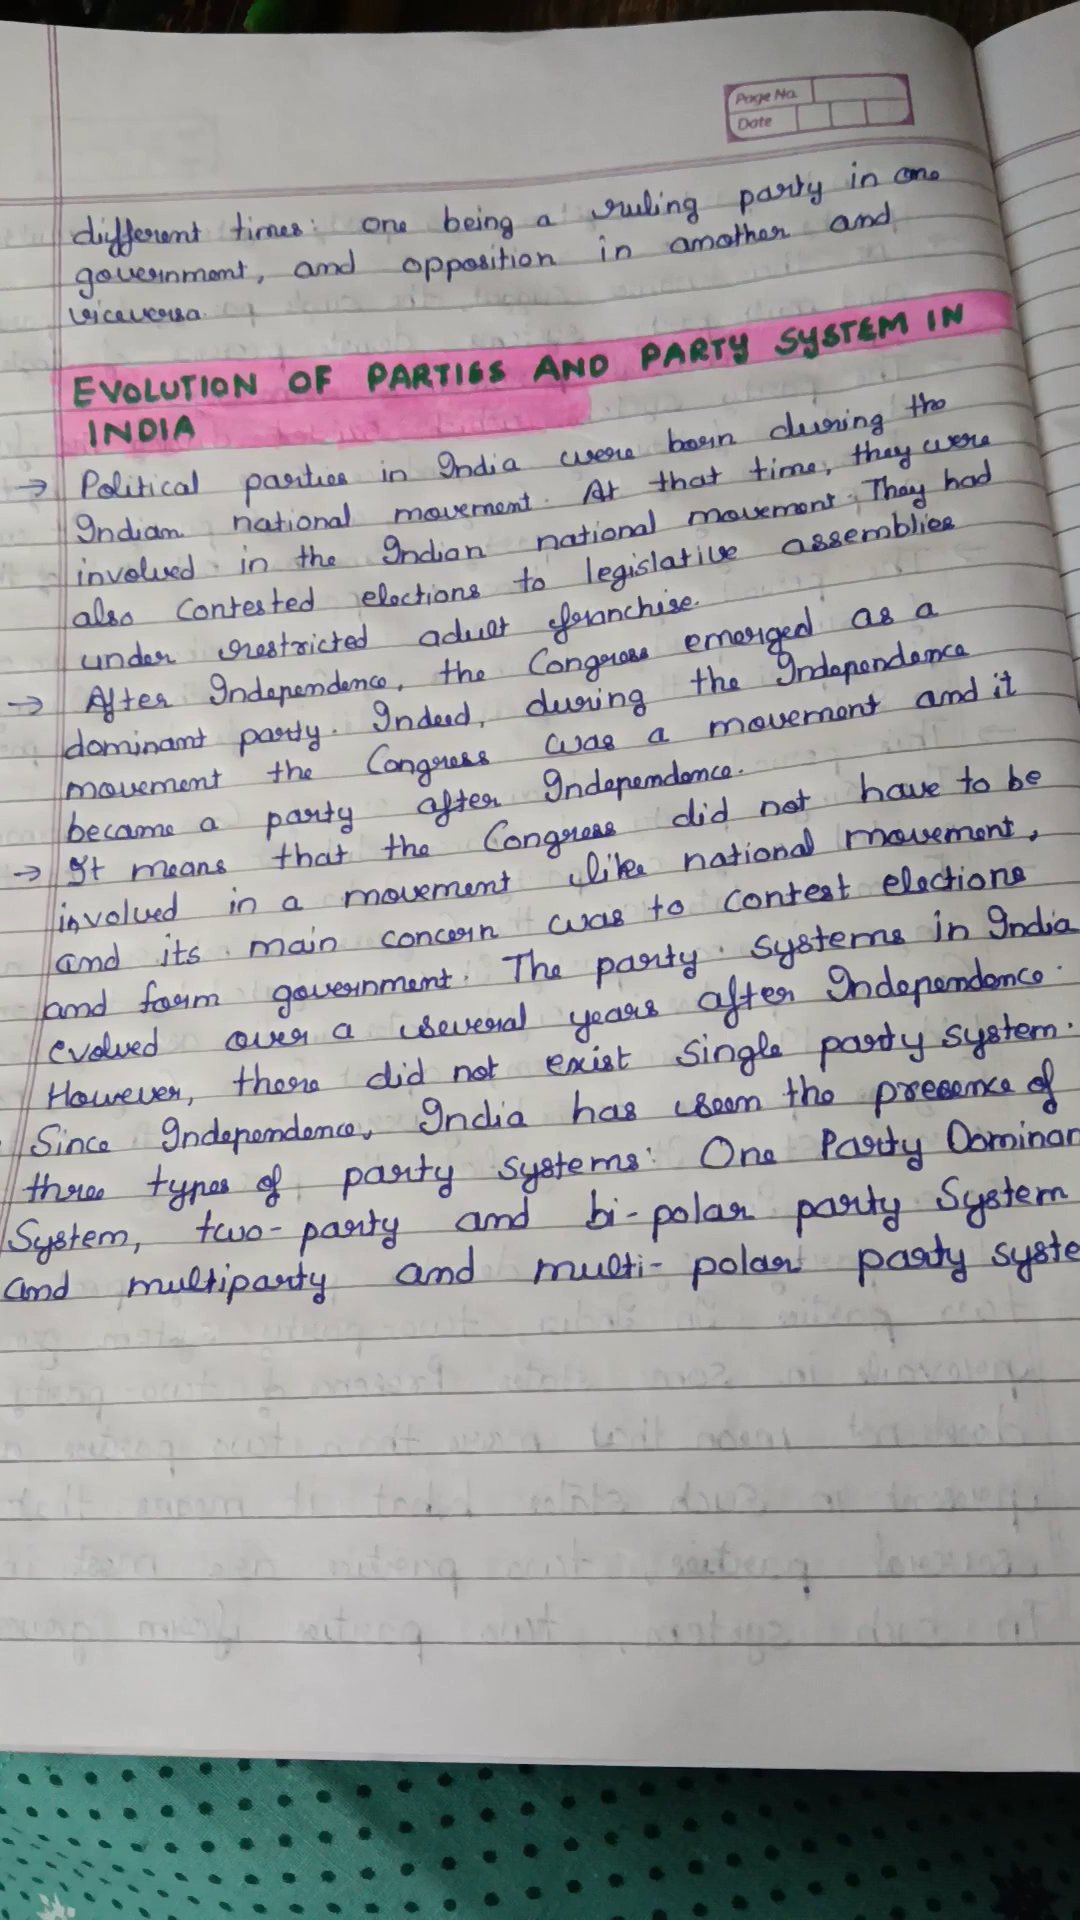 Page No.
Date
different times: one being a ruling party in one
government, and opposition in another and
viceversa.
EVOLUTION OF PARTIES AND PARTY SYSTEM IN
INDIA
→ Political parties in India were born during the
Indian national movement. At that time, they were
involved in the Indian national movement. They had
also contested elections to legislative assemblies
under restricted adult franchise.
→ After Independence, the Congress emerged as a
dominant party. Indeed, during the Independence
movement the Congress was a movement and it
became a party after Independence.
→ It means that the Congress did not have to be
involved in a movement like national movement,
and its main concern was to contest elections
and form government. The party systems in India
evolved over a several years after Independence.
However, there did not exist single party system.
Since Independence, India has seen the presence of
three types of party systems: One Party Dominan
System, two-party and bi-polar party System
and multiparty and multi-polar party syste